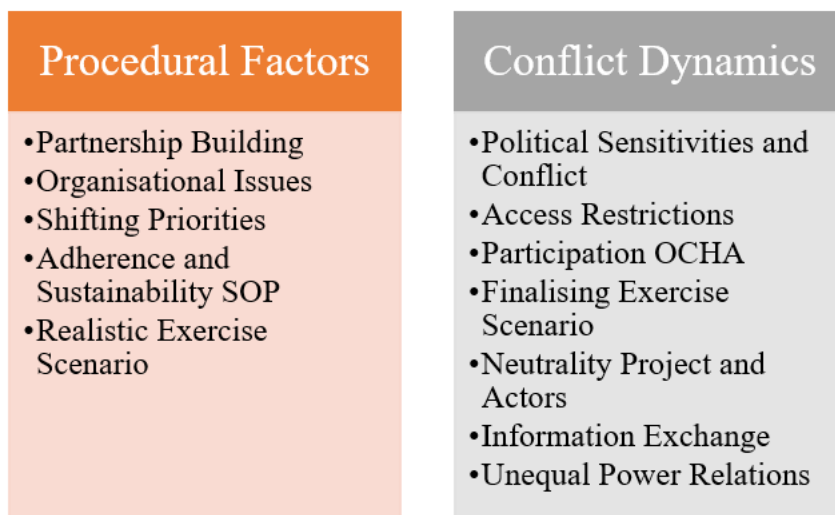 Procedural Factors
•Partnership Building
•Organisational Issues
•Shifting Priorities
•Adherence and
Sustainability SOP
•Realistic Exercise
Scenario
Conflict Dynamics
•Political Sensitivities and
Conflict
•Access Restrictions
•Participation OCHA
•Finalising Exercise
Scenario
•Neutrality Project and
Actors
•Information Exchange
•Unequal Power Relations